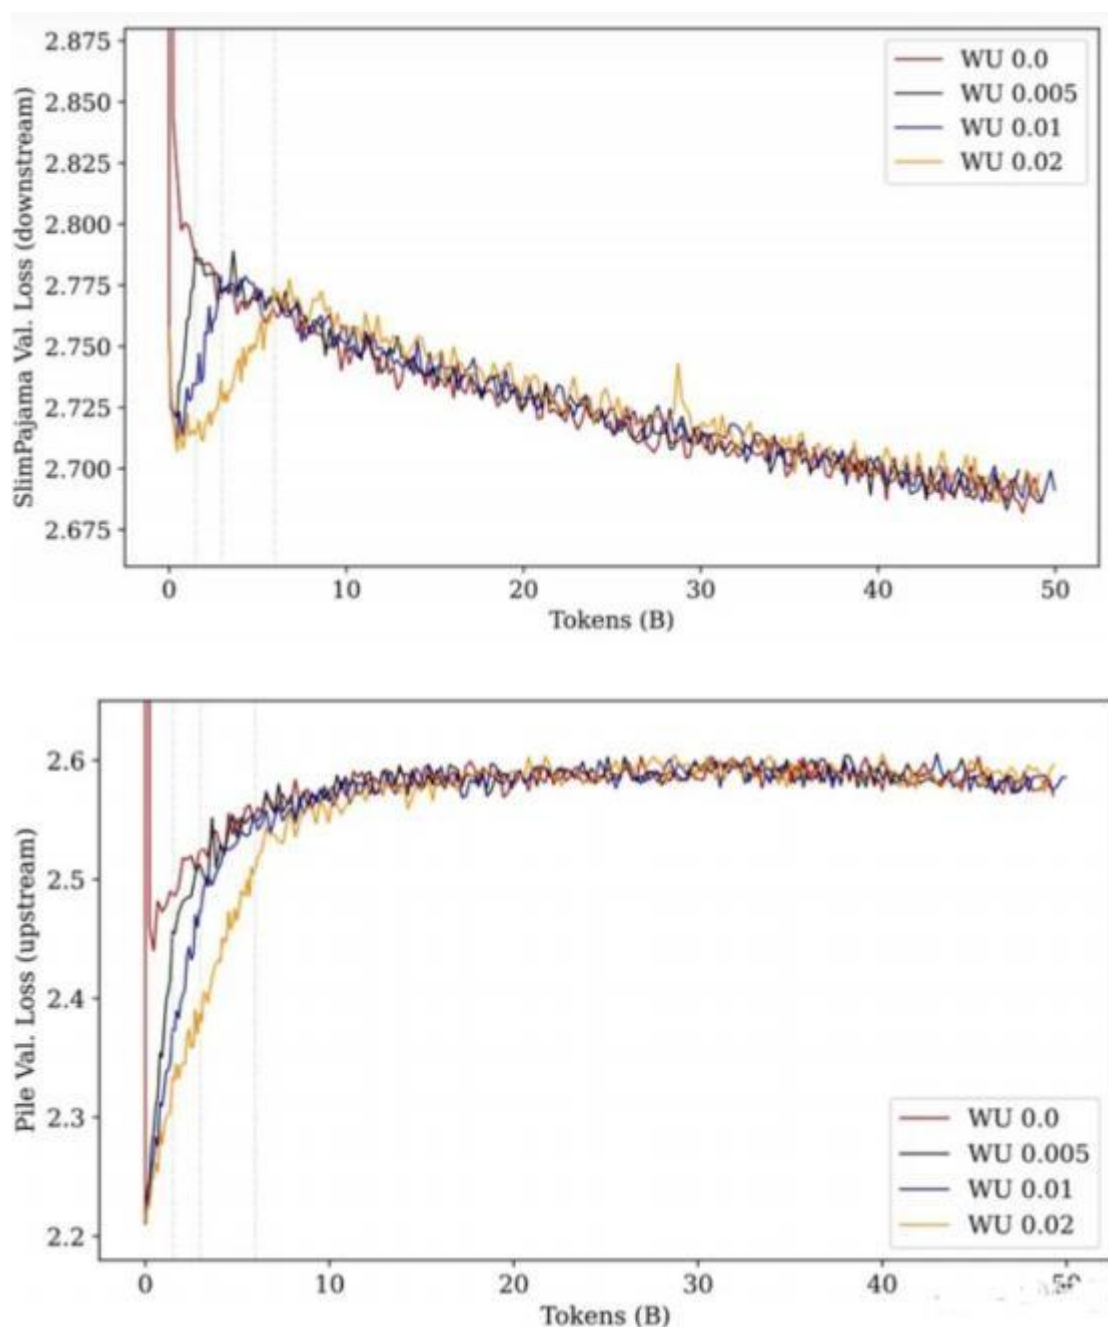 2.875
2.850
2.825
2.800
2.775
2.750
2.725
2.700
2.675
SlimPajama Val. Loss (downstream)
WU 0.0
WU 0.005
WU 0.01
WU 0.02
0 10 20 30 40 50
Tokens (B)
2.6
2.5
2.4
2.3
2.2
Pile Val. Loss (upstream)
WU 0.0
WU 0.005
WU 0.01
WU 0.02
0 10 20 30 40
Tokens (B)